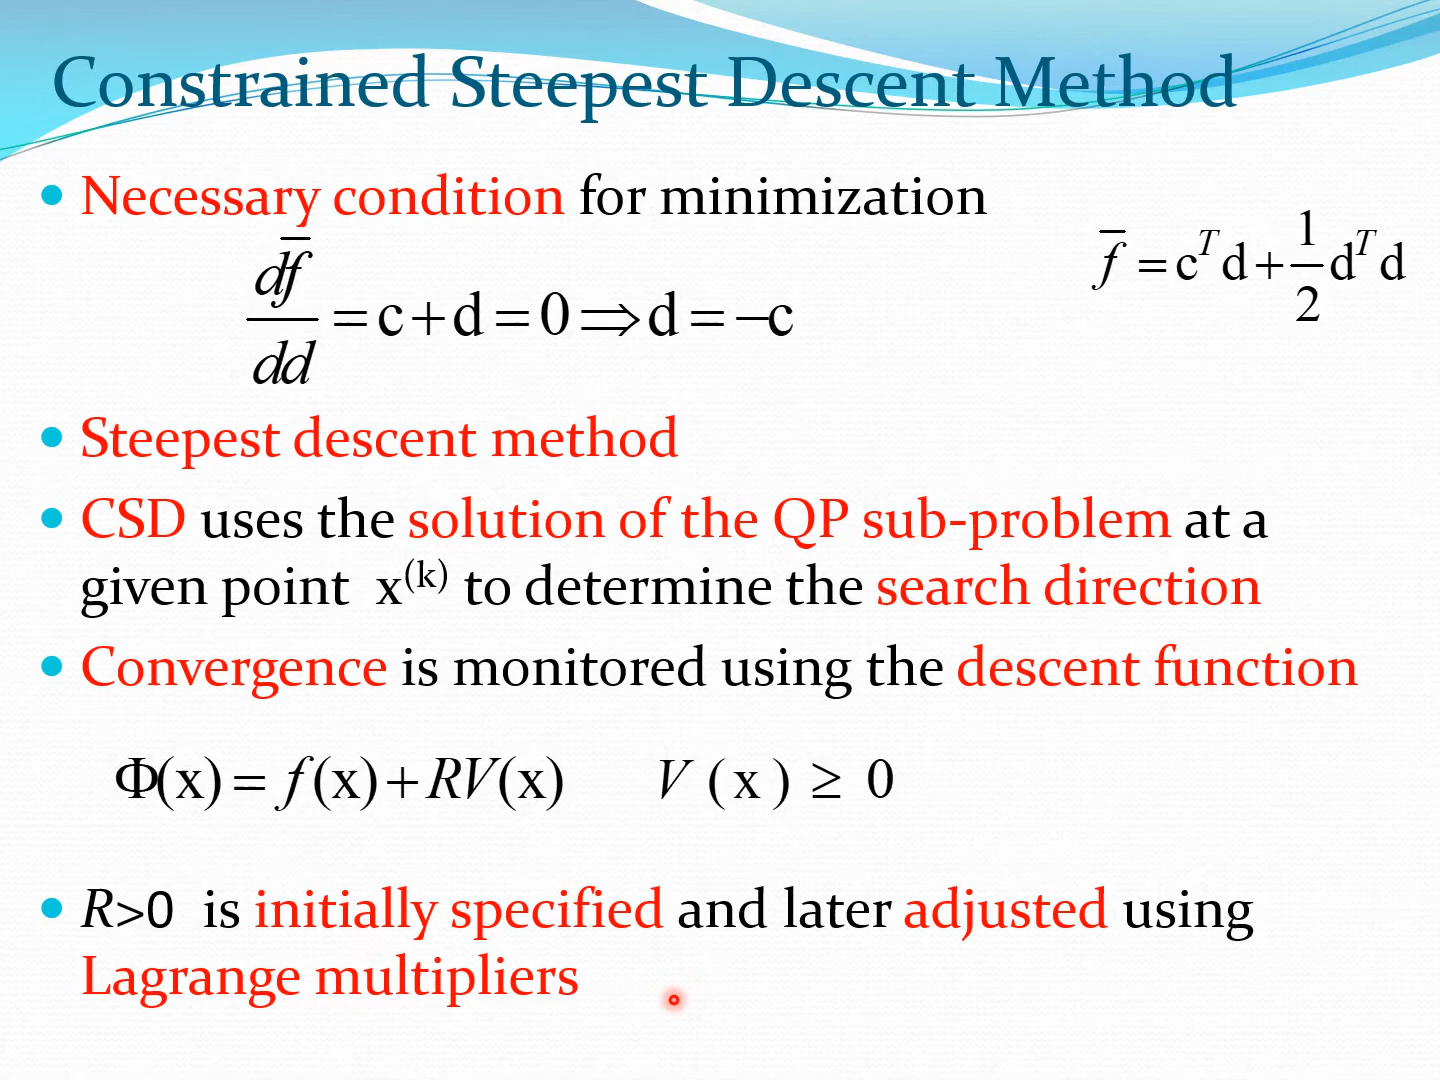 Constrained Steepest Descent Method
• Necessary condition for minimization
f̄ = cᵀd + 1/2 dᵀd
df̄/dd = c + d = 0 ⇒ d = −c
• Steepest descent method
• CSD uses the solution of the QP sub-problem at a
given point x⁽ᵏ⁾ to determine the search direction
• Convergence is monitored using the descent function
Φ(x) = f(x) + RV(x) V(x) ≥ 0
• R>0 is initially specified and later adjusted using
Lagrange multipliers